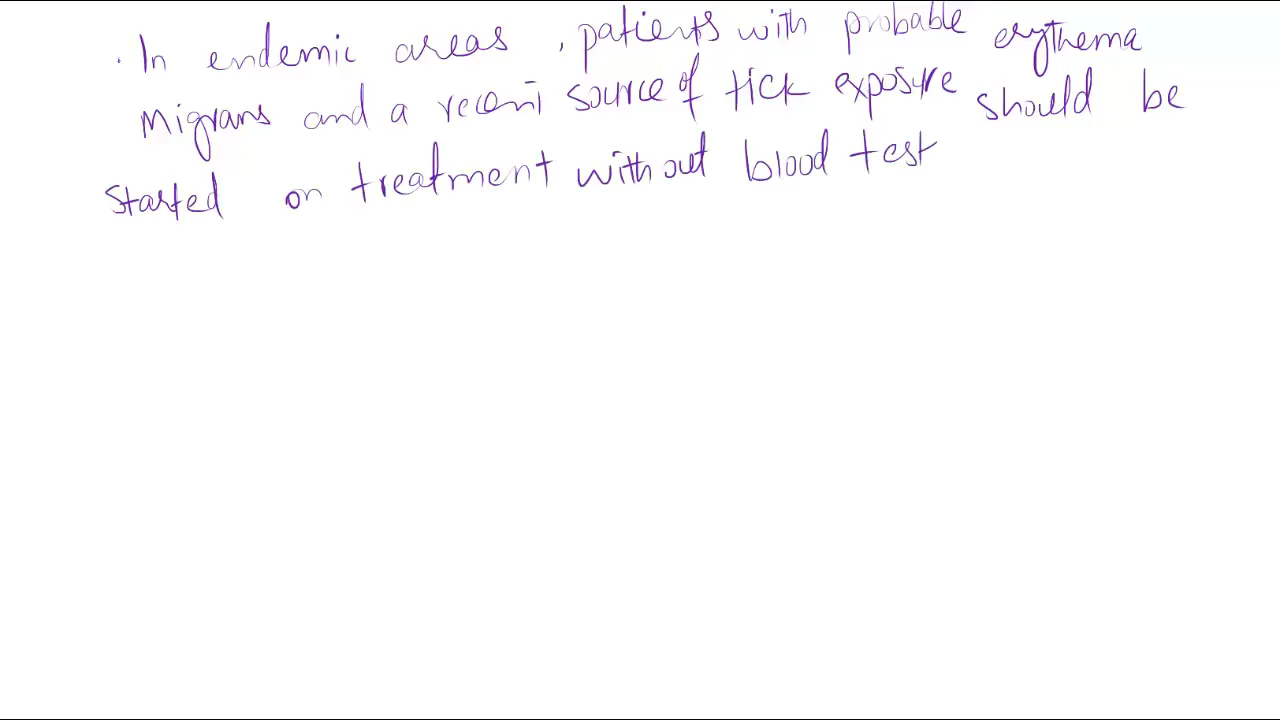 . In endemic areas , patients with probable erythema
Migrans and a recent source of tick exposure should be
Started on treatment without blood test